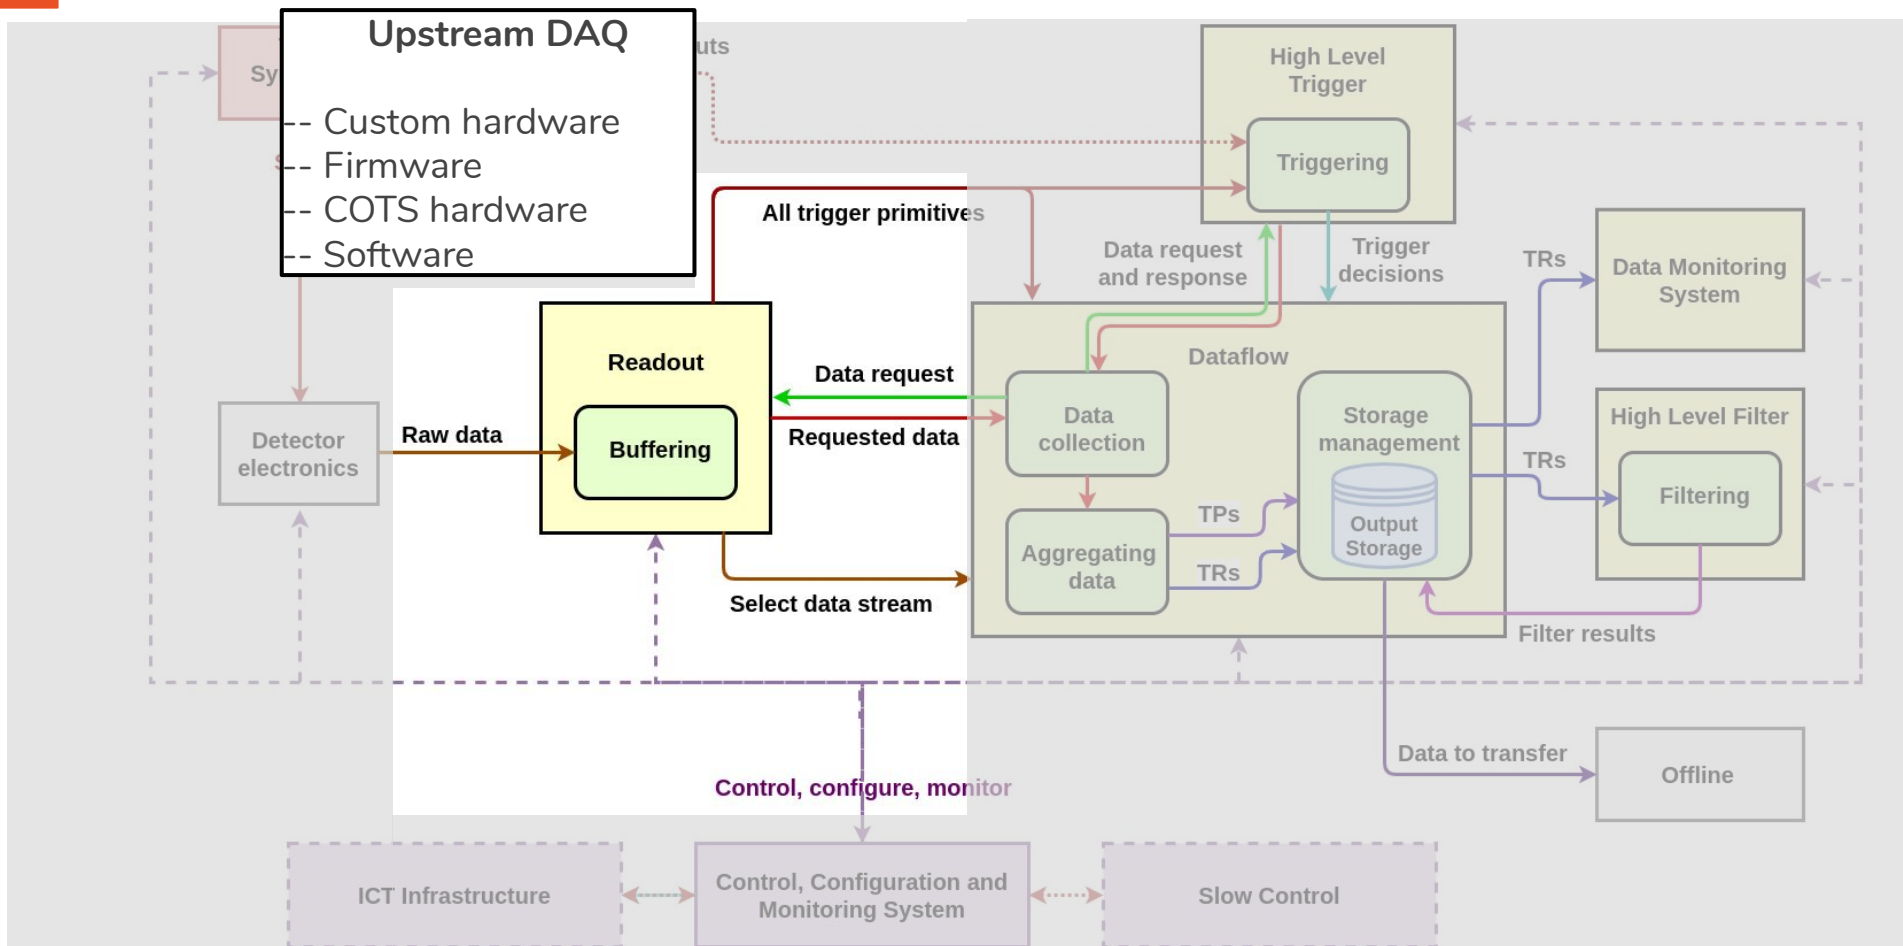 Upstream DAQ
-- Custom hardware
-- Firmware
-- COTS hardware
-- Software
High Level
Trigger
Triggering
All trigger primitives
Data request
and response
Trigger
decisions
TRs
Data Monitoring
System
Readout
Buffering
Data request
Requested data
Raw data
Detector
electronics
Select data stream
Dataflow
Data
collection
Aggregating
data
TPs
TRs
Storage
management
Output
Storage
TRs
High Level Filter
Filtering
Filter results
Data to transfer
Offline
Control, configure, monitor
ICT Infrastructure
Control, Configuration and
Monitoring System
Slow Control